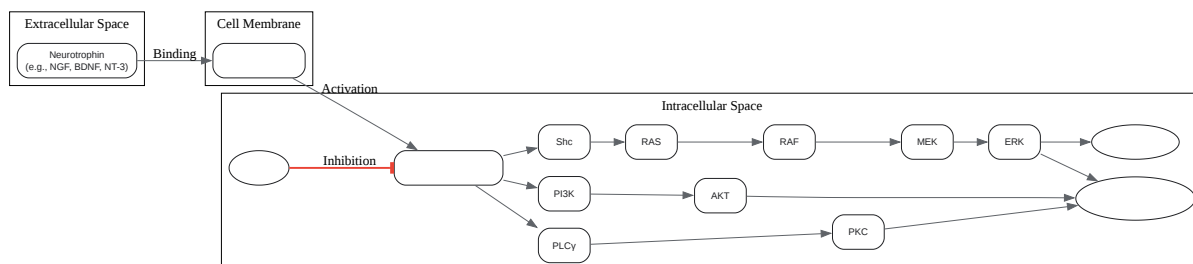 Extracellular Space
Cell Membrane
Neurotrophin
(e.g., NGF, BDNF, NT-3)
Binding
Activation
Intracellular Space
Inhibition
Shc
RAS
RAF
MEK
ERK
PI3K
AKT
PLCγ
PKC